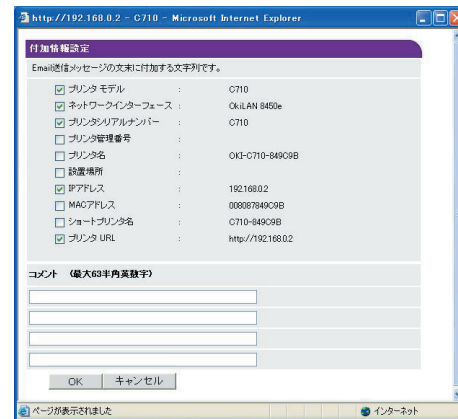 http://192.168.0.2 - C710 - Microsoft Internet Explorer
付加情報設定
Email送信メッセージの文末に付加する文字列です。
プリンタ モデル : C710
ネットワークインターフェース : OkiLAN 8450e
プリンタシリアルナンバー : C710
プリンタ管理番号 :
プリンタ名 : OKI-C710-849C9B
設置場所 :
IPアドレス : 192.168.0.2
MACアドレス : 008087849C9B
ショートプリンタ名 : C710-849C9B
プリンタ URL : http://192.168.0.2
コメント (最大63半角英数字)
OK キャンセル
ページが表示されました インターネット